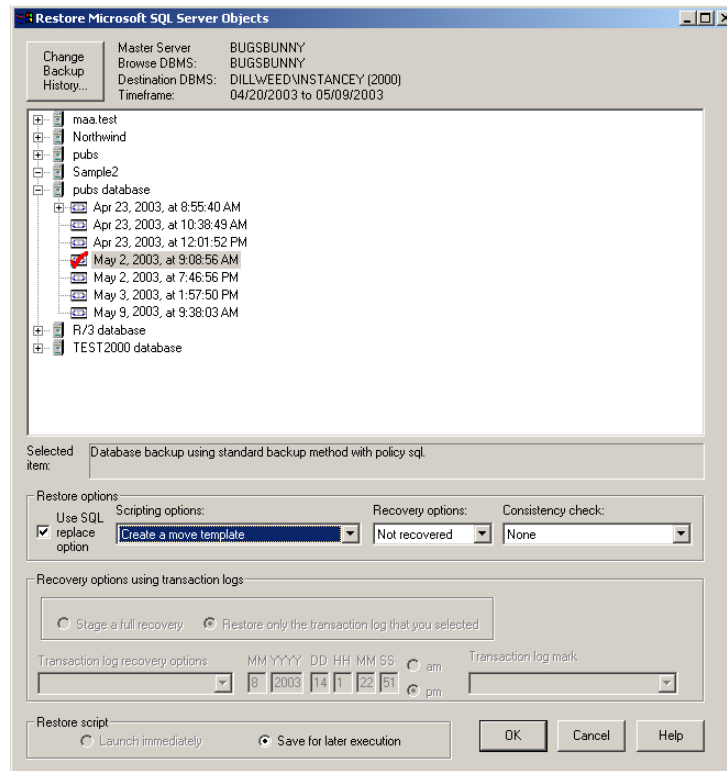 Restore Microsoft SQL Server Objects
Change
Backup
History...
Master Server BUGSBUNNY
Browse DBMS: BUGSBUNNY
Destination DBMS: DILLWEED\INSTANCEY (2000)
Timeframe: 04/20/2003 to 05/09/2003
maa.test
Northwind
pubs
Sample2
pubs database
Apr 23, 2003, at 8:55:40 AM
Apr 23, 2003, at 10:38:49 AM
Apr 23, 2003, at 12:01:52 PM
May 2, 2003, at 9:08:56 AM
May 2, 2003, at 7:46:56 PM
May 3, 2003, at 1:57:50 PM
May 9, 2003, at 9:38:03 AM
R/3 database
TEST2000 database
Selected
item:
Database backup using standard backup method with policy sql.
Restore options
Use SQL
replace
option
Scripting options:
Create a move template
Recovery options:
Not recovered
Consistency check:
None
Recovery options using transaction logs
Stage a full recovery
Restore only the transaction log that you selected
Transaction log recovery options
MM YYYY DD HH MM SS
8 2003 14 1 22 51
am
pm
Transaction log mark
Restore script
Launch immediately
Save for later execution
OK
Cancel
Help